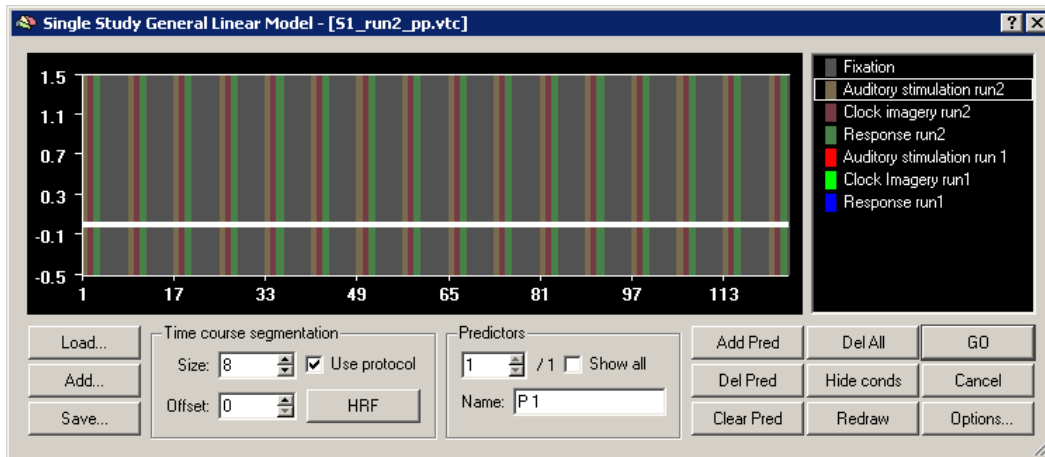 Single Study General Linear Model - [S1_run2_pp.vtc]
1.5
1.1
0.7
0.3
-0.1
-0.5
1 17 33 49 65 81 97 113
Fixation
Auditory stimulation run2
Clock imagery run2
Response run2
Auditory stimulation run 1
Clock Imagery run1
Response run1
Load...
Add...
Save...
Time course segmentation
Size: 8 Use protocol
Offset: 0 HRF
Predictors
1 / 1 Show all
Name: P 1
Add Pred Del All GO
Del Pred Hide conds Cancel
Clear Pred Redraw Options...